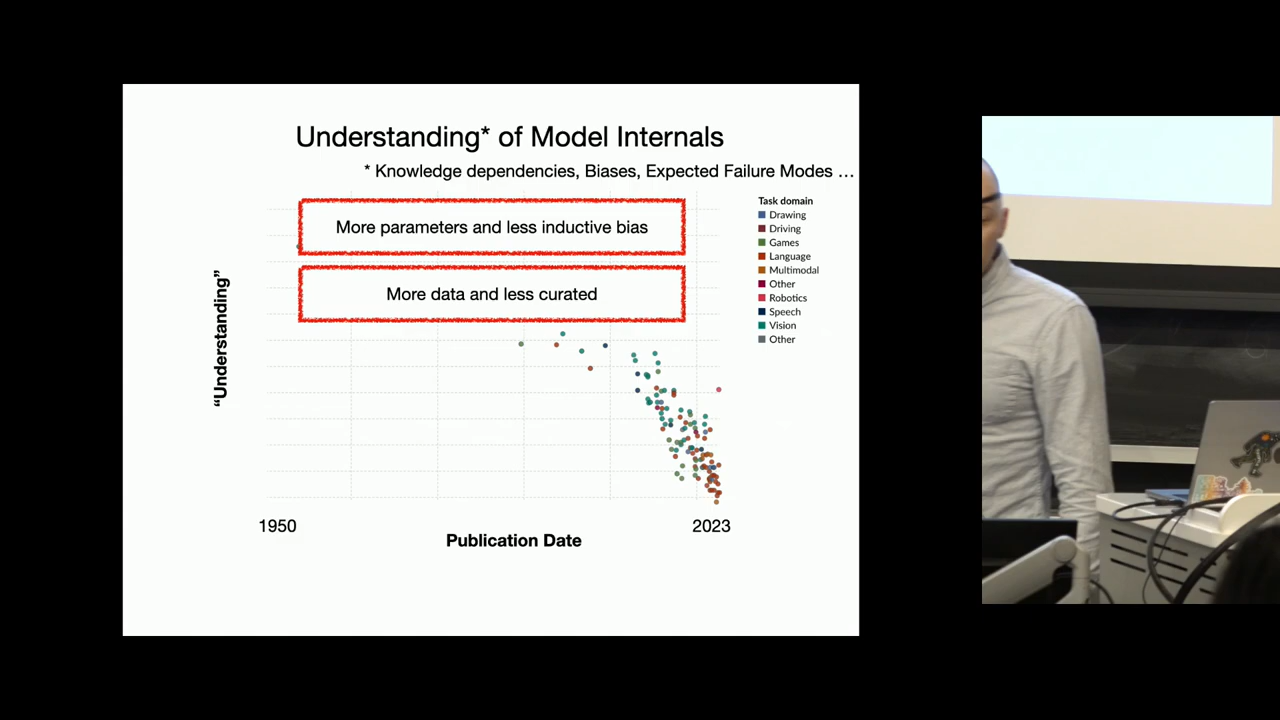 Understanding* of Model Internals
* Knowledge dependencies, Biases, Expected Failure Modes …
More parameters and less inductive bias
More data and less curated
“Understanding”
Task domain
Drawing
Driving
Games
Language
Multimodal
Other
Robotics
Speech
Vision
Other
1950
2023
Publication Date